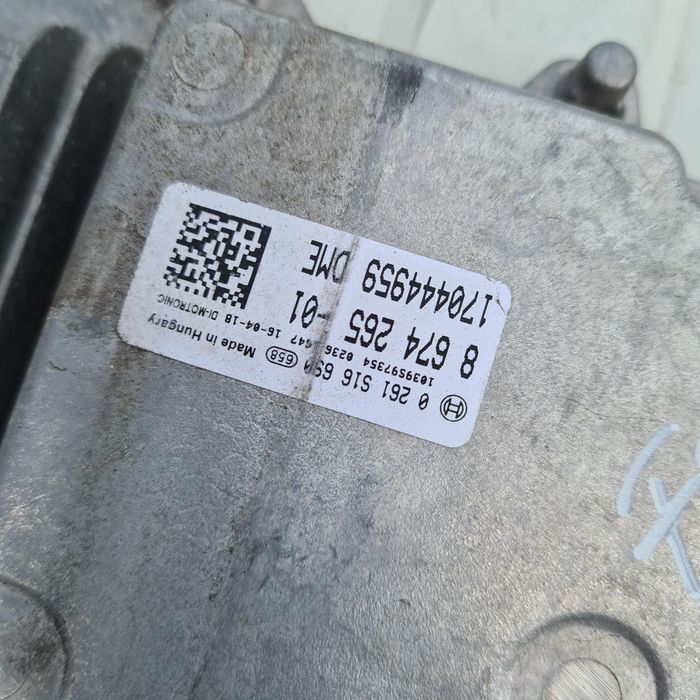 0 261 S16 690 658 Made in Hungary
1039S97354 0236 647 16-04-18 DI-MOTRONIC
8 674 265 -01
170444959 DME